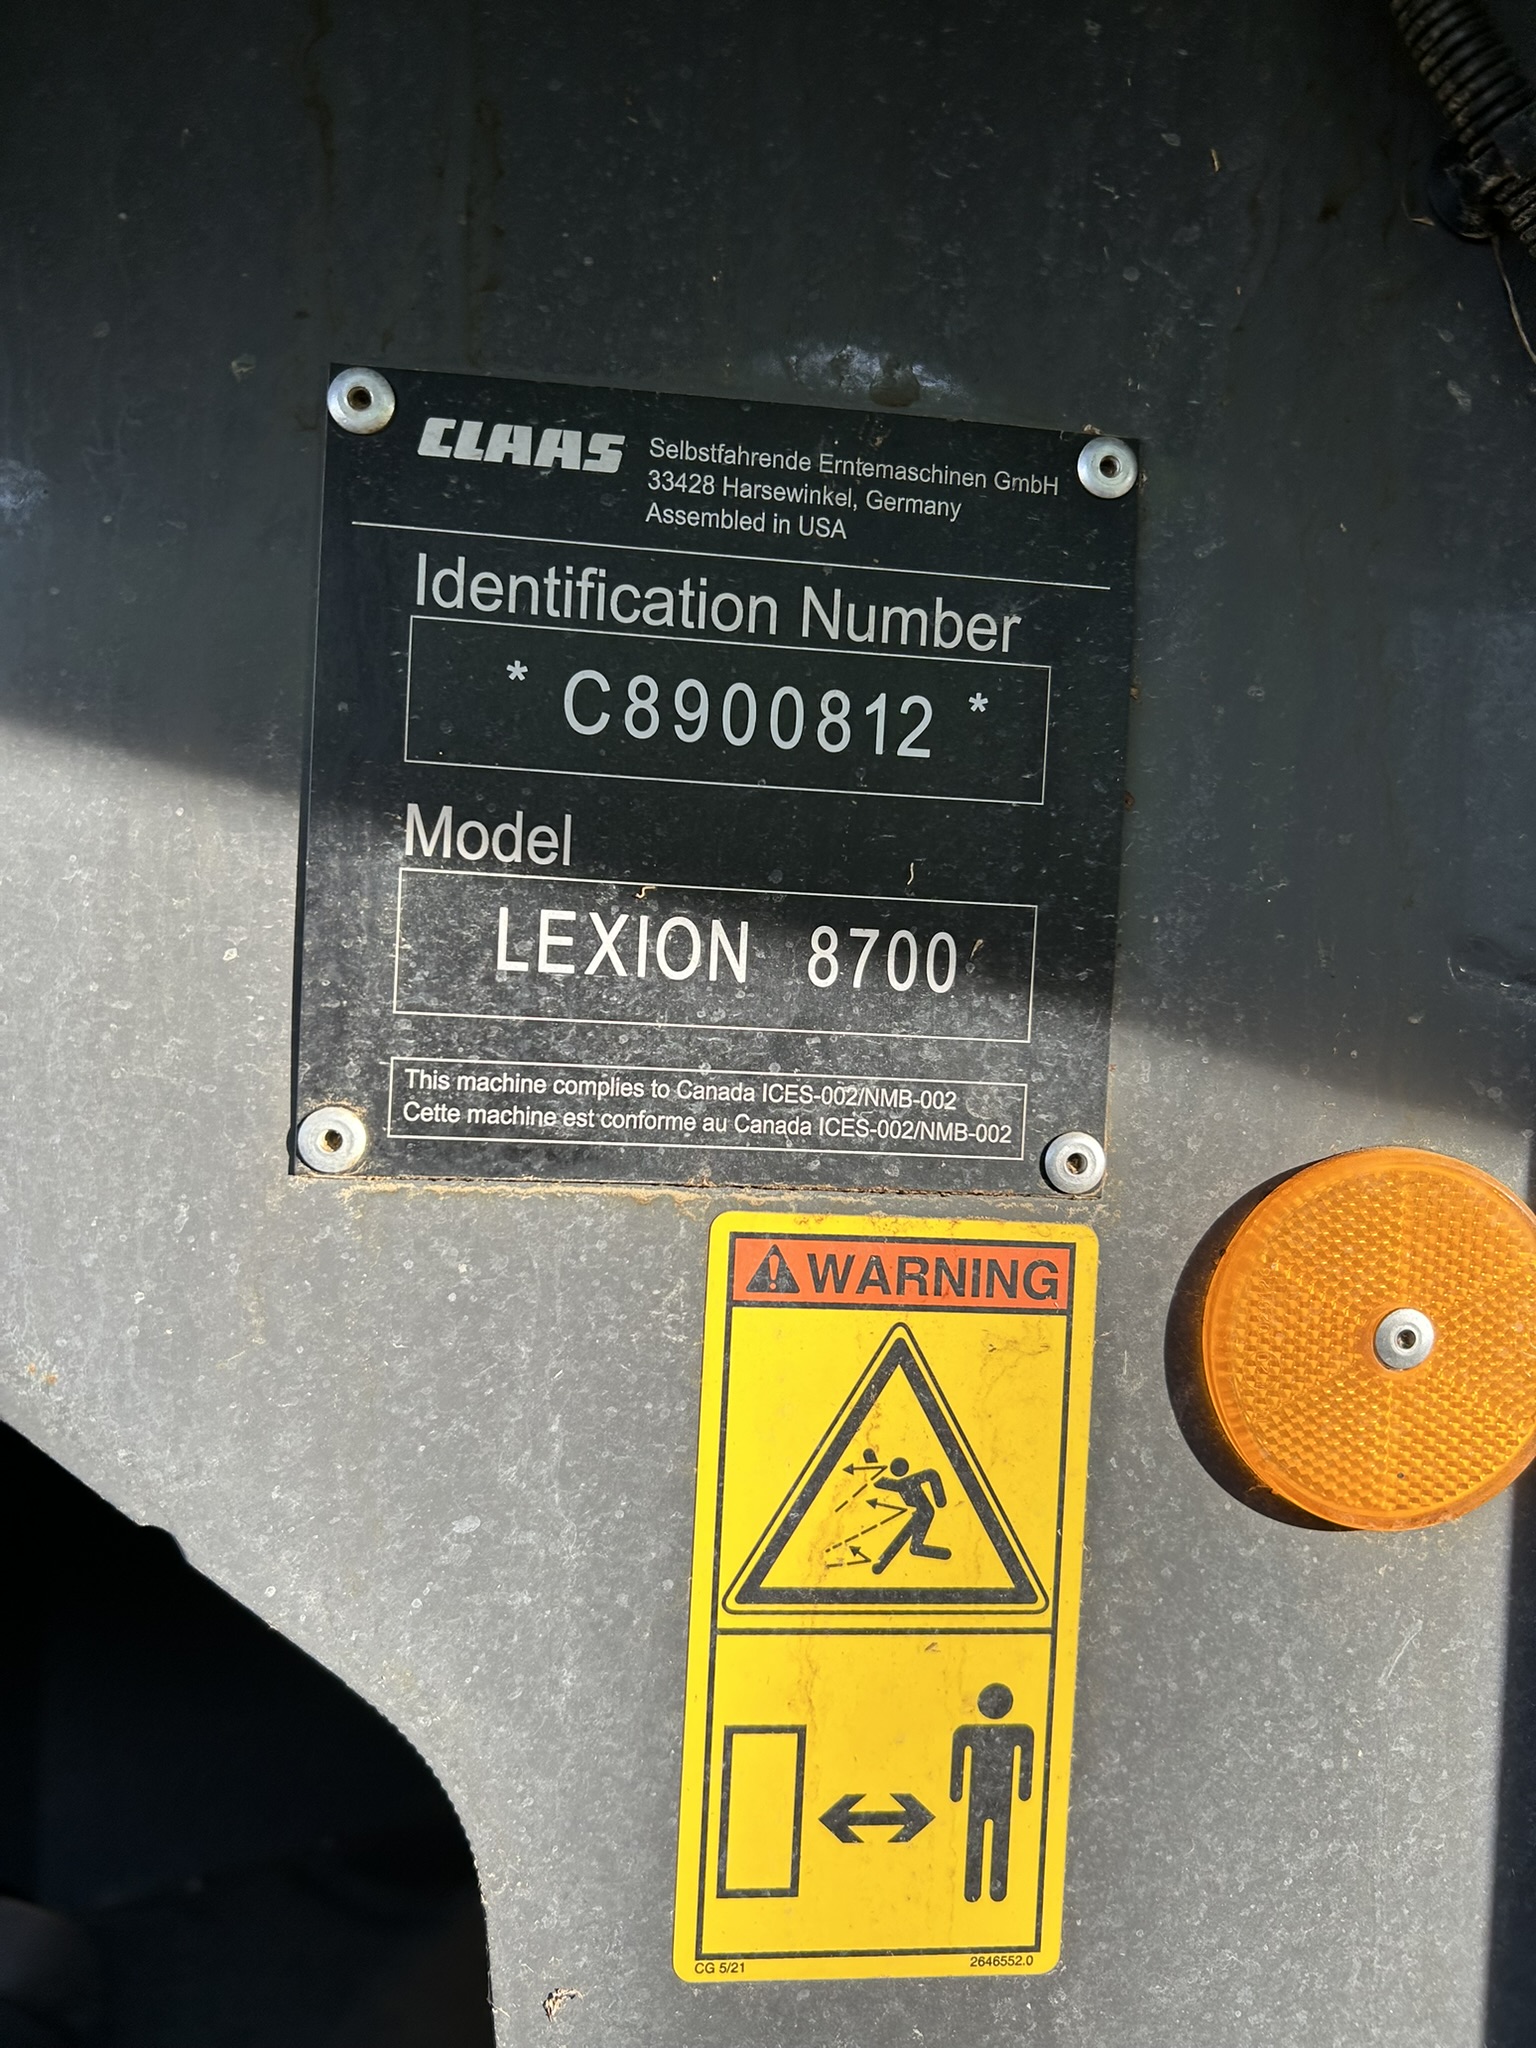 CLAAS
Selbstfahrende Erntemaschinen GmbH
33428 Harsewinkel, Germany
Assembled in USA
Identification Number
* C8900812 *
Model
LEXION 8700
This machine complies to Canada ICES-002/NMB-002
Cette machine est conforme au Canada ICES-002/NMB-002
WARNING
CG 5/21 2646552.0